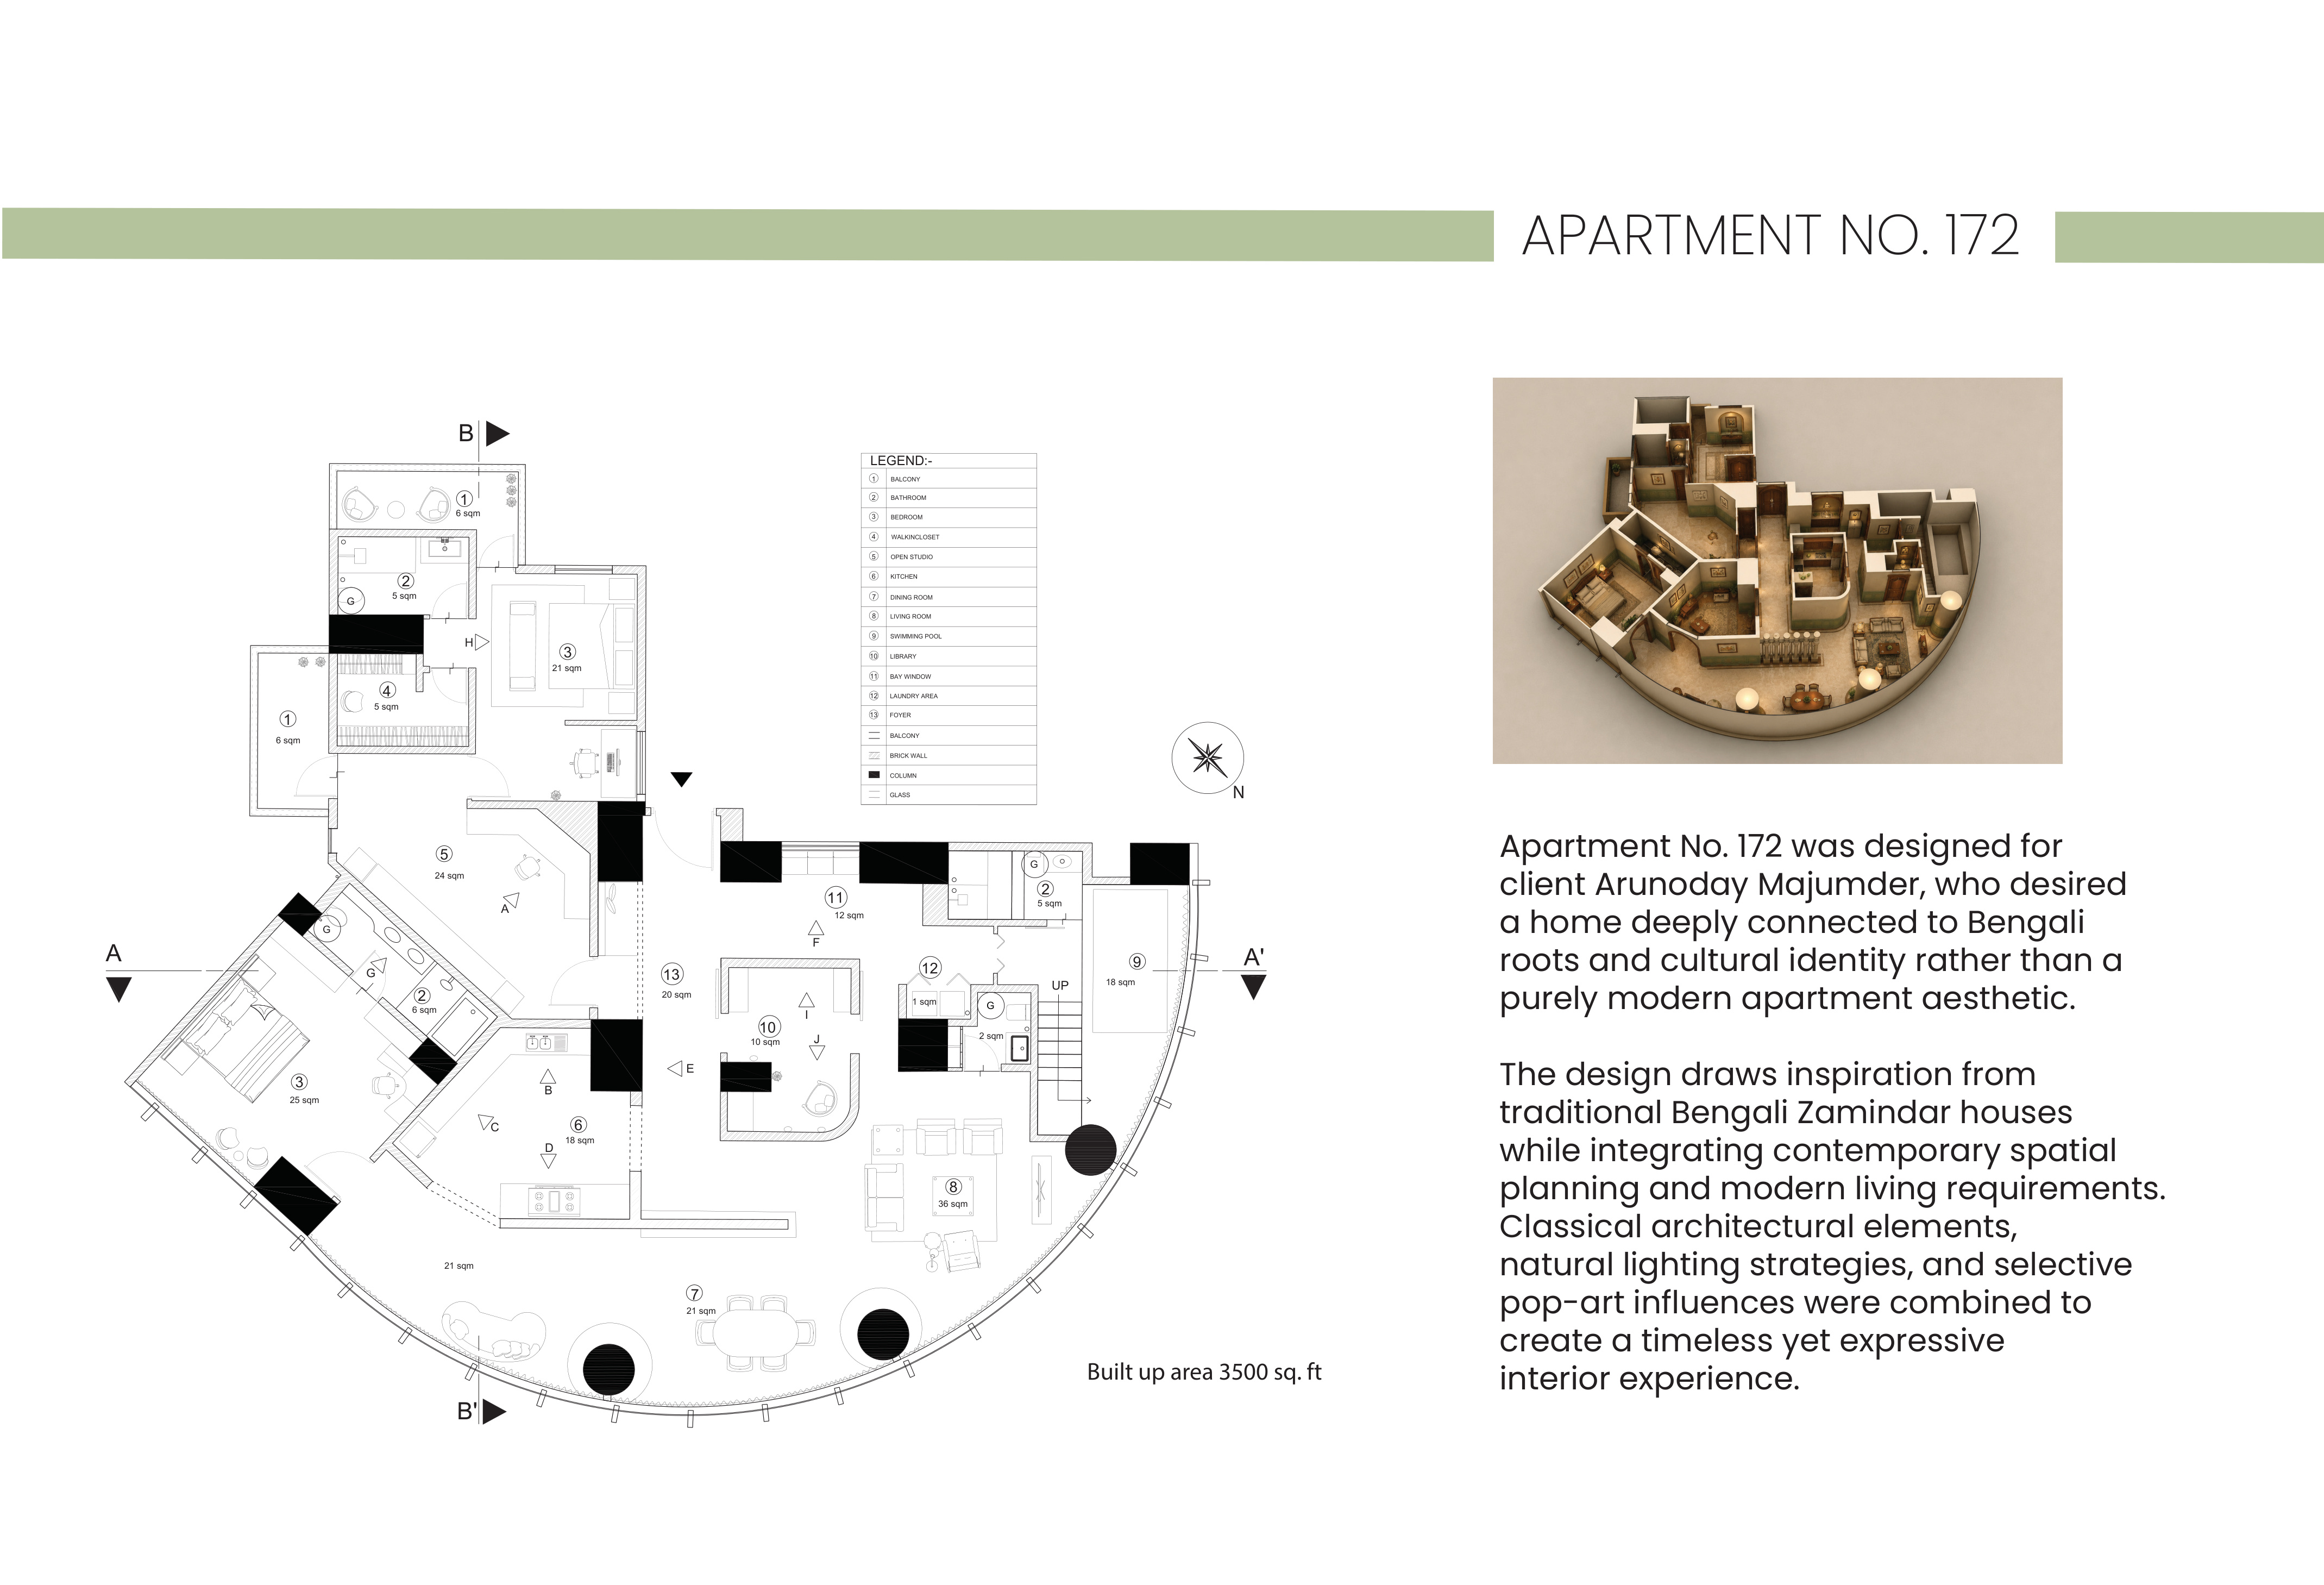 APARTMENT NO. 172
B
1
6 sqm
2
5 sqm
G
H
3
21 sqm
4
5 sqm
1
6 sqm
LEGEND:-
1 BALCONY
2 BATHROOM
3 BEDROOM
4 WALKINCLOSET
5 OPEN STUDIO
6 KITCHEN
7 DINING ROOM
8 LIVING ROOM
9 SWIMMING POOL
10 LIBRARY
11 BAY WINDOW
12 LAUNDRY AREA
13 FOYER
BALCONY
BRICK WALL
COLUMN
GLASS
N
5
24 sqm
A
G
G
2
6 sqm
3
25 sqm
A
11
12 sqm
F
G
2
5 sqm
13
20 sqm
12
1 sqm
G
2 sqm
UP
9
18 sqm
A'
I
10
10 sqm
J
E
B
C
6
18 sqm
D
8
36 sqm
21 sqm
7
21 sqm
B'
Built up area 3500 sq. ft
Apartment No. 172 was designed for
client Arunoday Majumder, who desired
a home deeply connected to Bengali
roots and cultural identity rather than a
purely modern apartment aesthetic.
The design draws inspiration from
traditional Bengali Zamindar houses
while integrating contemporary spatial
planning and modern living requirements.
Classical architectural elements,
natural lighting strategies, and selective
pop-art influences were combined to
create a timeless yet expressive
interior experience.